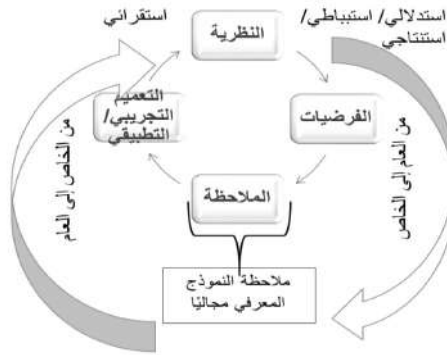 استدلالي/ استنباطي/
استنتاجي
استقرائي
النظرية
الفرضيات
التعميم
التجريبي/
التطبيقي
الملاحظة
من العام إلى الخاص
من الخاص إلى العام
ملاحظة النموذج
المعرفي مجاليًا